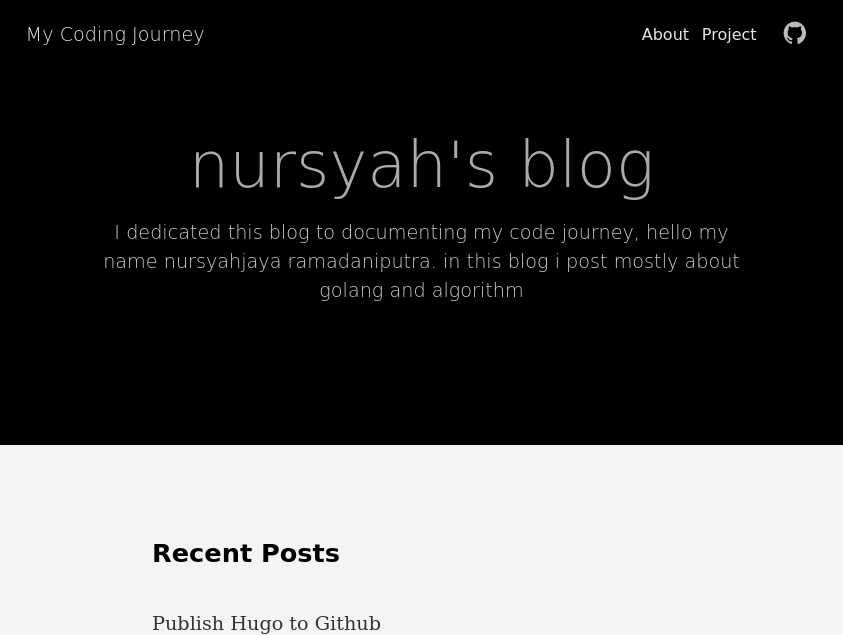 My Coding Journey
About Project
nursyah's blog
I dedicated this blog to documenting my code journey, hello my
name nursyahjaya ramadaniputra. in this blog i post mostly about
golang and algorithm
Recent Posts
Publish Hugo to Github